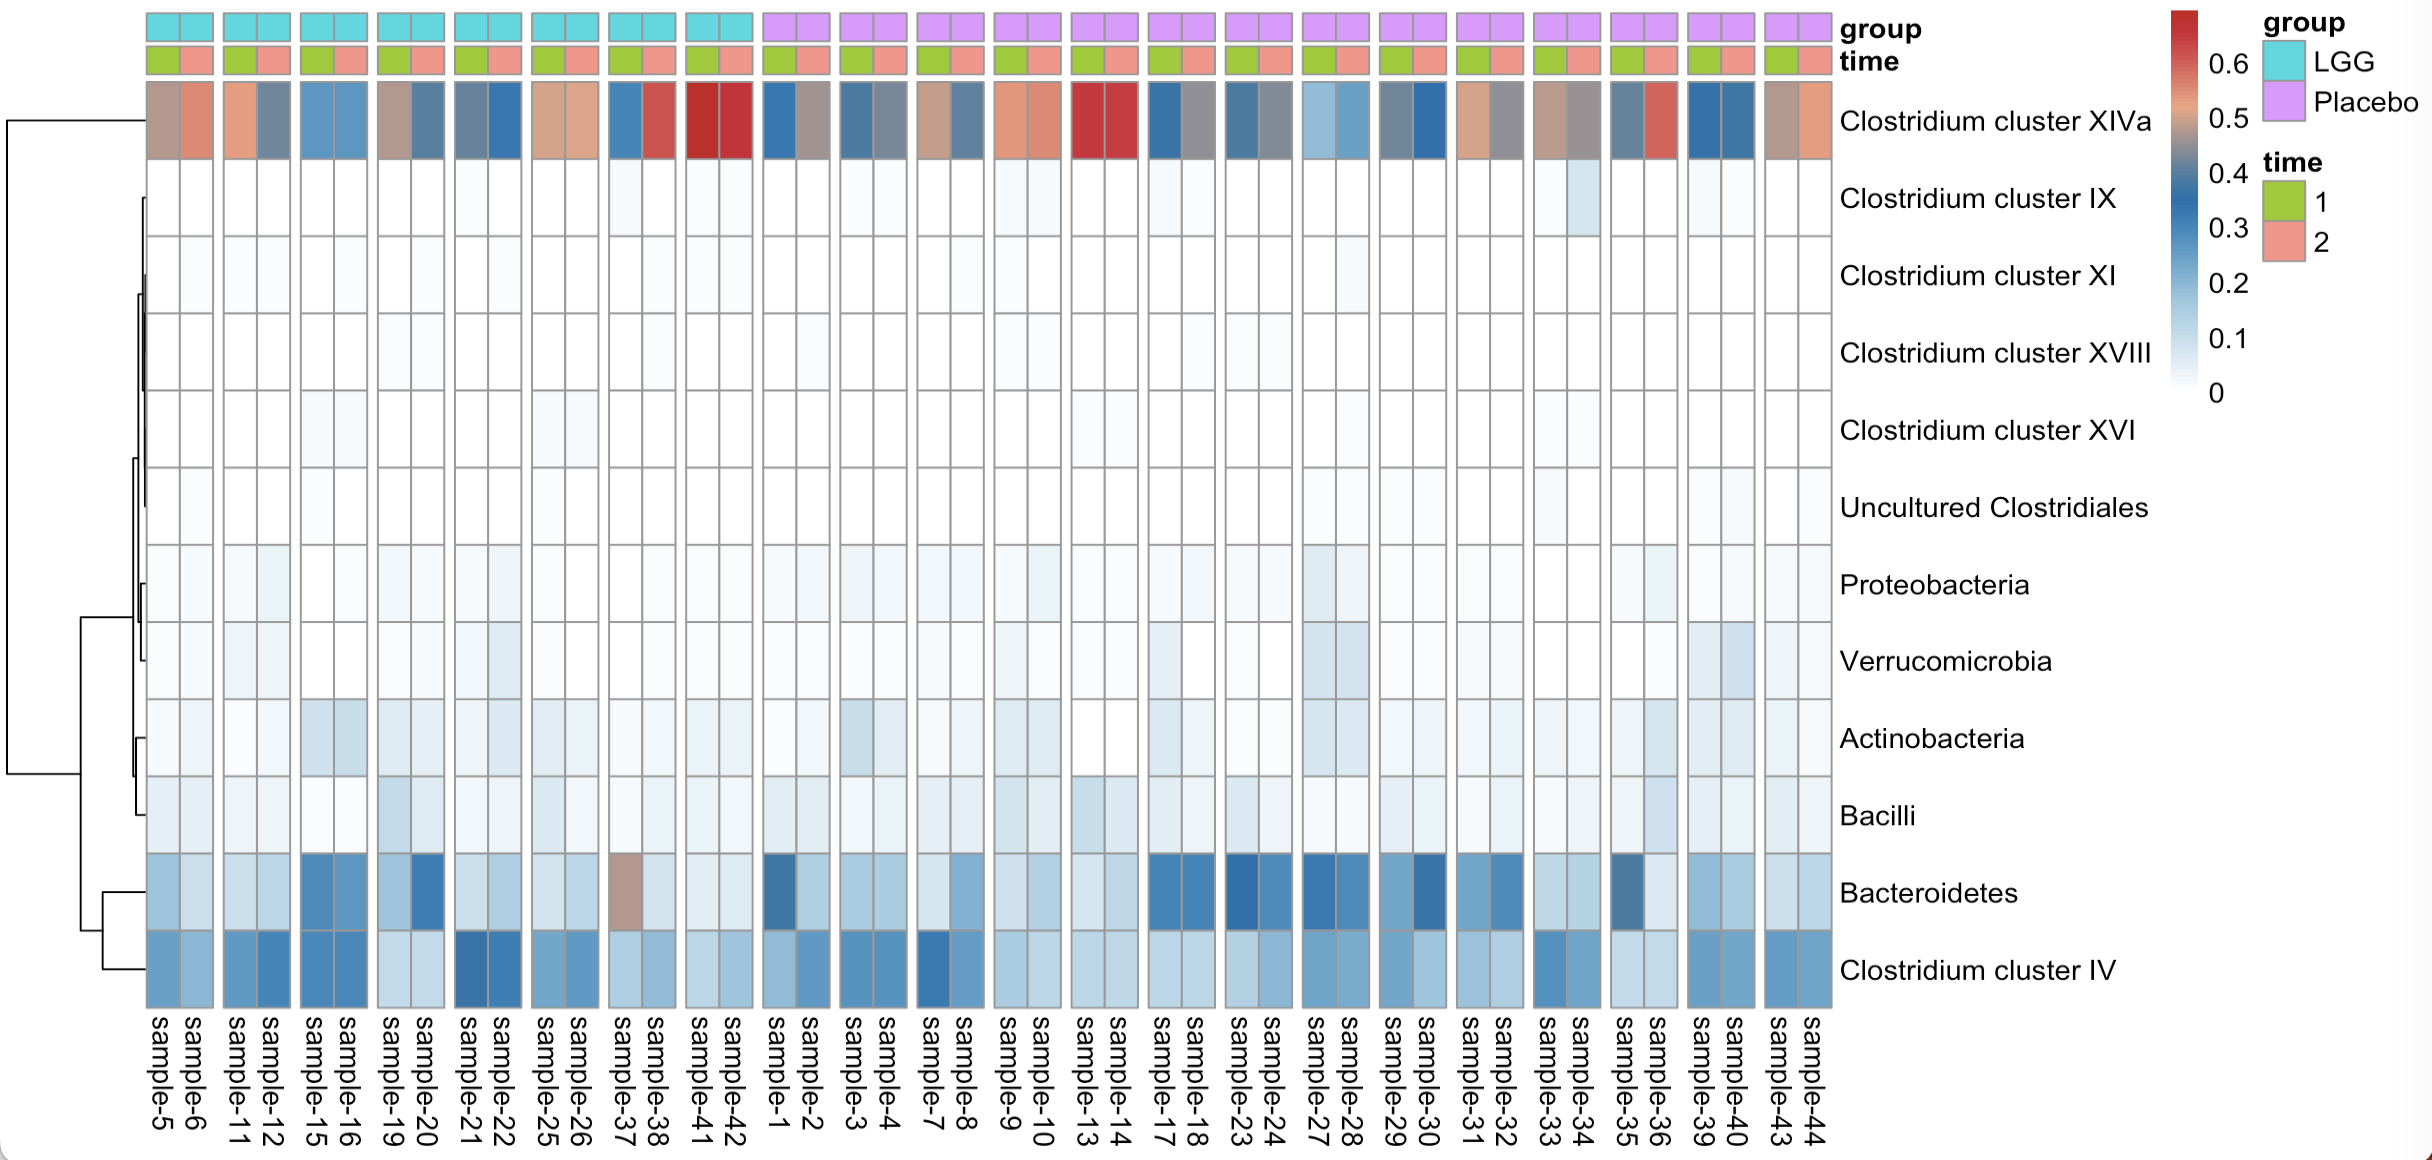 group
time
Clostridium cluster XIVa
Clostridium cluster IX
Clostridium cluster XI
Clostridium cluster XVIII
Clostridium cluster XVI
Uncultured Clostridiales
Proteobacteria
Verrucomicrobia
Actinobacteria
Bacilli
Bacteroidetes
Clostridium cluster IV
sample-5
sample-6
sample-11
sample-12
sample-15
sample-16
sample-19
sample-20
sample-21
sample-22
sample-25
sample-26
sample-37
sample-38
sample-41
sample-42
sample-1
sample-2
sample-3
sample-4
sample-7
sample-8
sample-9
sample-10
sample-13
sample-14
sample-17
sample-18
sample-23
sample-24
sample-27
sample-28
sample-29
sample-30
sample-31
sample-32
sample-33
sample-34
sample-35
sample-36
sample-39
sample-40
sample-43
sample-44
0.6
0.5
0.4
0.3
0.2
0.1
0
group
LGG
Placebo
time
1
2